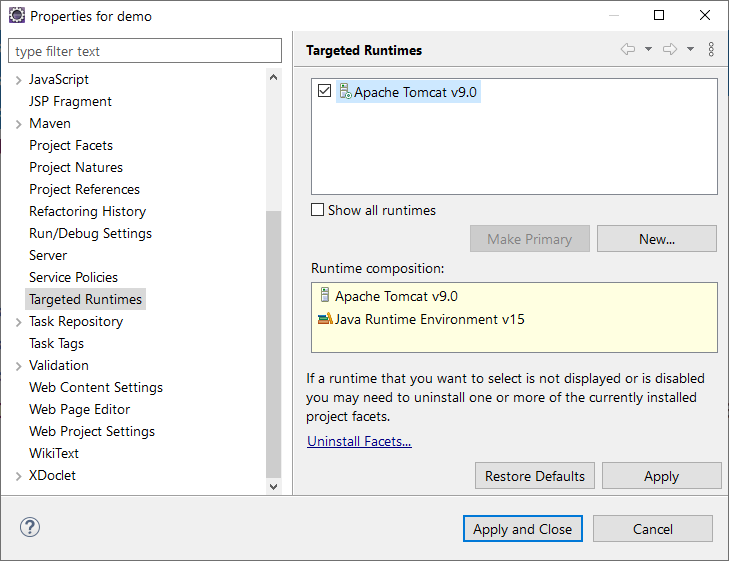 Properties for demo
type filter text
JavaScript
JSP Fragment
Maven
Project Facets
Project Natures
Project References
Refactoring History
Run/Debug Settings
Server
Service Policies
Targeted Runtimes
Task Repository
Task Tags
Validation
Web Content Settings
Web Page Editor
Web Project Settings
WikiText
XDoclet
Targeted Runtimes
Apache Tomcat v9.0
Show all runtimes
Make Primary
New...
Runtime composition:
Apache Tomcat v9.0
Java Runtime Environment v15
If a runtime that you want to select is not displayed or is disabled
you may need to uninstall one or more of the currently installed
project facets.
Uninstall Facets...
Restore Defaults
Apply
?
Apply and Close
Cancel